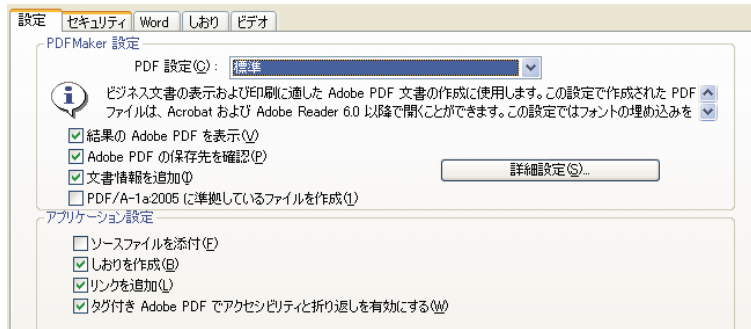 設定 セキュリティ Word しおり ビデオ
PDFMaker 設定
PDF 設定(C): 標準
ビジネス文書の表示および印刷に適した Adobe PDF 文書の作成に使用します。この設定で作成された PDF
ファイルは、Acrobat および Adobe Reader 6.0 以降で開くことができます。この設定ではフォントの埋め込みを
結果の Adobe PDF を表示(V)
Adobe PDF の保存先を確認(P)
文書情報を追加(I)
詳細設定(S)...
PDF/A-1a:2005 に準拠しているファイルを作成(1)
アプリケーション設定
ソースファイルを添付(F)
しおりを作成(B)
リンクを追加(L)
タグ付き Adobe PDF でアクセシビリティと折り返しを有効にする(W)